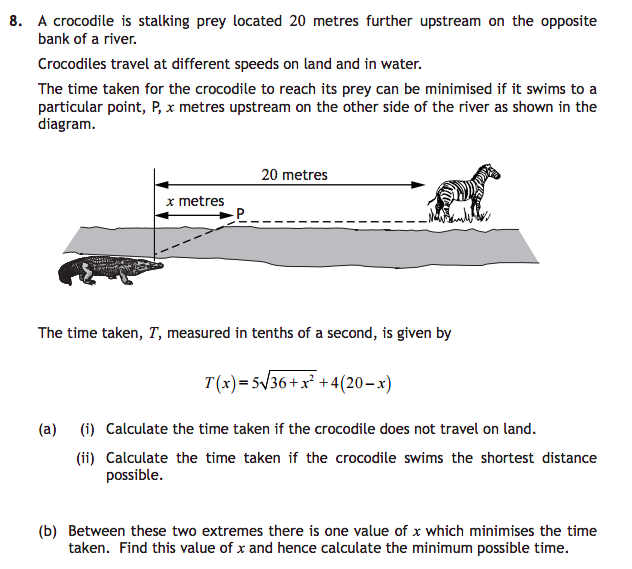 8. A crocodile is stalking prey located 20 metres further upstream on the opposite
bank of a river.
Crocodiles travel at different speeds on land and in water.
The time taken for the crocodile to reach its prey can be minimised if it swims to a
particular point, P, x metres upstream on the other side of the river as shown in the
diagram.
20 metres
x metres
P
The time taken, T, measured in tenths of a second, is given by
T(x)=5√36+x² +4(20−x)
(a) (i) Calculate the time taken if the crocodile does not travel on land.
(ii) Calculate the time taken if the crocodile swims the shortest distance
possible.
(b) Between these two extremes there is one value of x which minimises the time
taken. Find this value of x and hence calculate the minimum possible time.